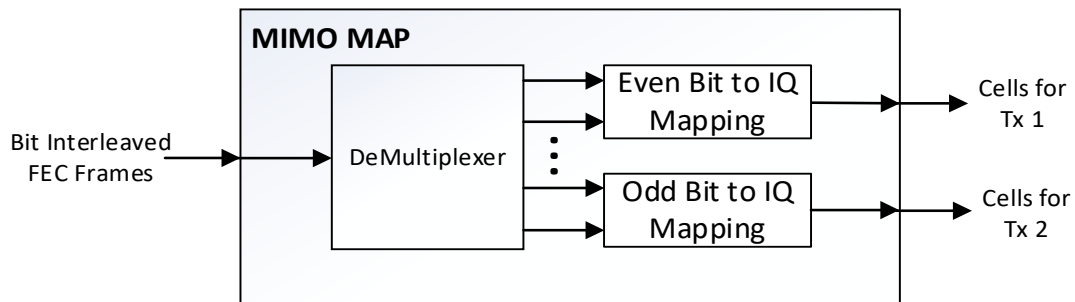 MIMO MAP
Bit Interleaved
FEC Frames
DeMultiplexer
Even Bit to IQ
Mapping
Odd Bit to IQ
Mapping
Cells for
Tx 1
Cells for
Tx 2